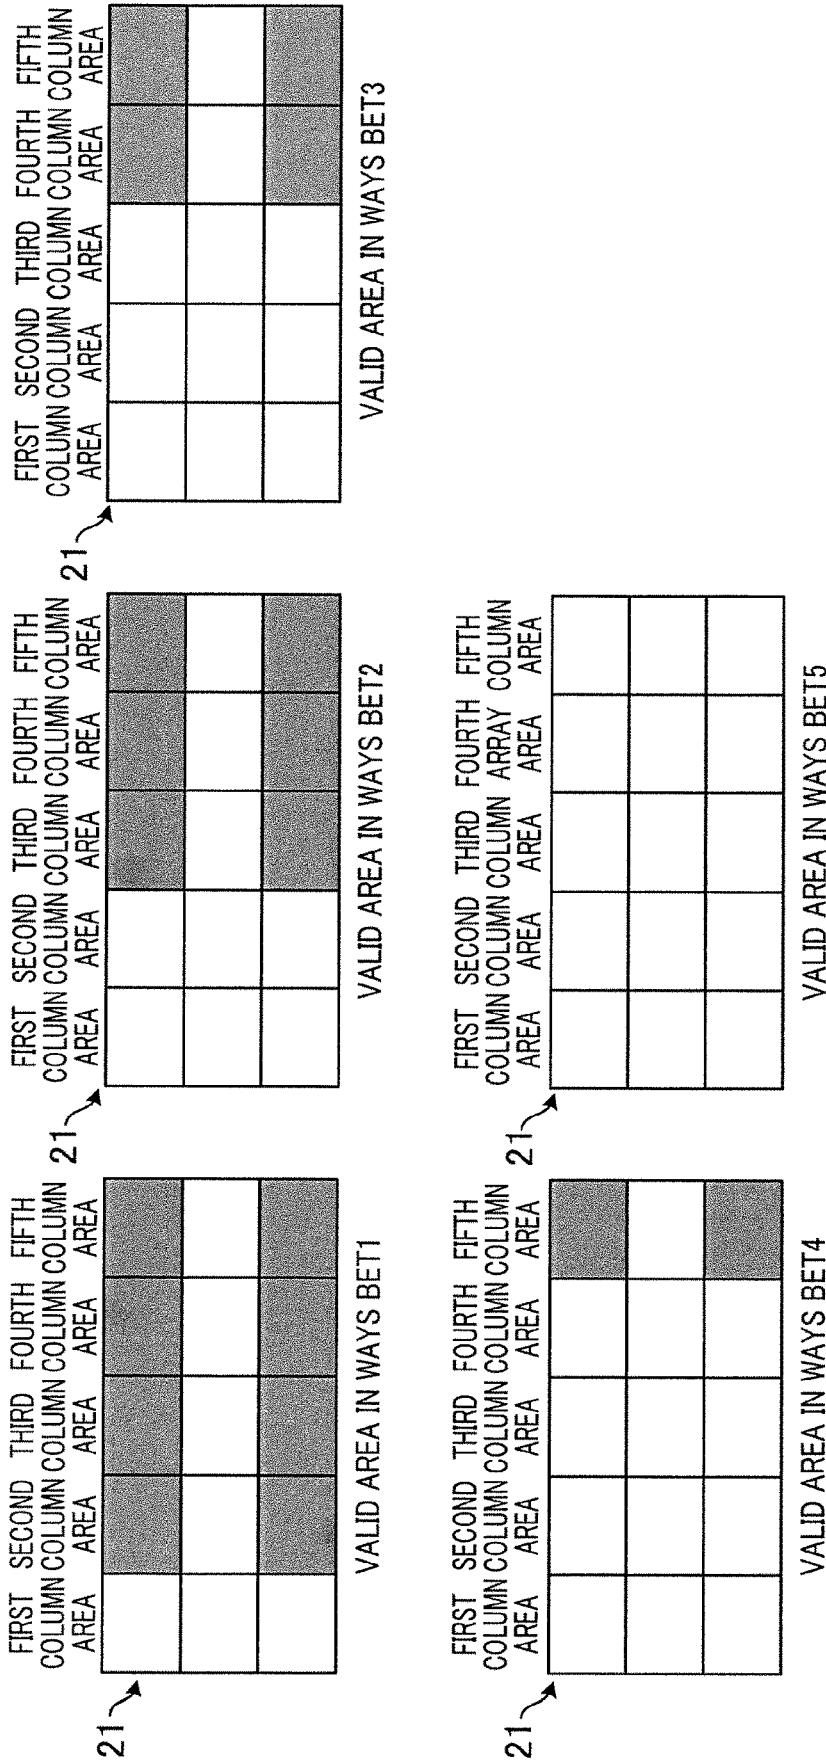 FIRST SECOND THIRD FOURTH FIFTH
COLUMN COLUMN COLUMN COLUMN COLUMN
AREA AREA AREA AREA AREA
21
VALID AREA IN WAYS BET1
FIRST SECOND THIRD FOURTH FIFTH
COLUMN COLUMN COLUMN COLUMN COLUMN
AREA AREA AREA AREA AREA
21
VALID AREA IN WAYS BET2
FIRST SECOND THIRD FOURTH FIFTH
COLUMN COLUMN COLUMN COLUMN COLUMN
AREA AREA AREA AREA AREA
21
VALID AREA IN WAYS BET3
FIRST SECOND THIRD FOURTH FIFTH
COLUMN COLUMN COLUMN COLUMN COLUMN
AREA AREA AREA AREA AREA
21
VALID AREA IN WAYS BET4
FIRST SECOND THIRD FOURTH FIFTH
COLUMN COLUMN COLUMN ARRAY COLUMN
AREA AREA AREA AREA AREA
21
VALID AREA IN WAYS BET5